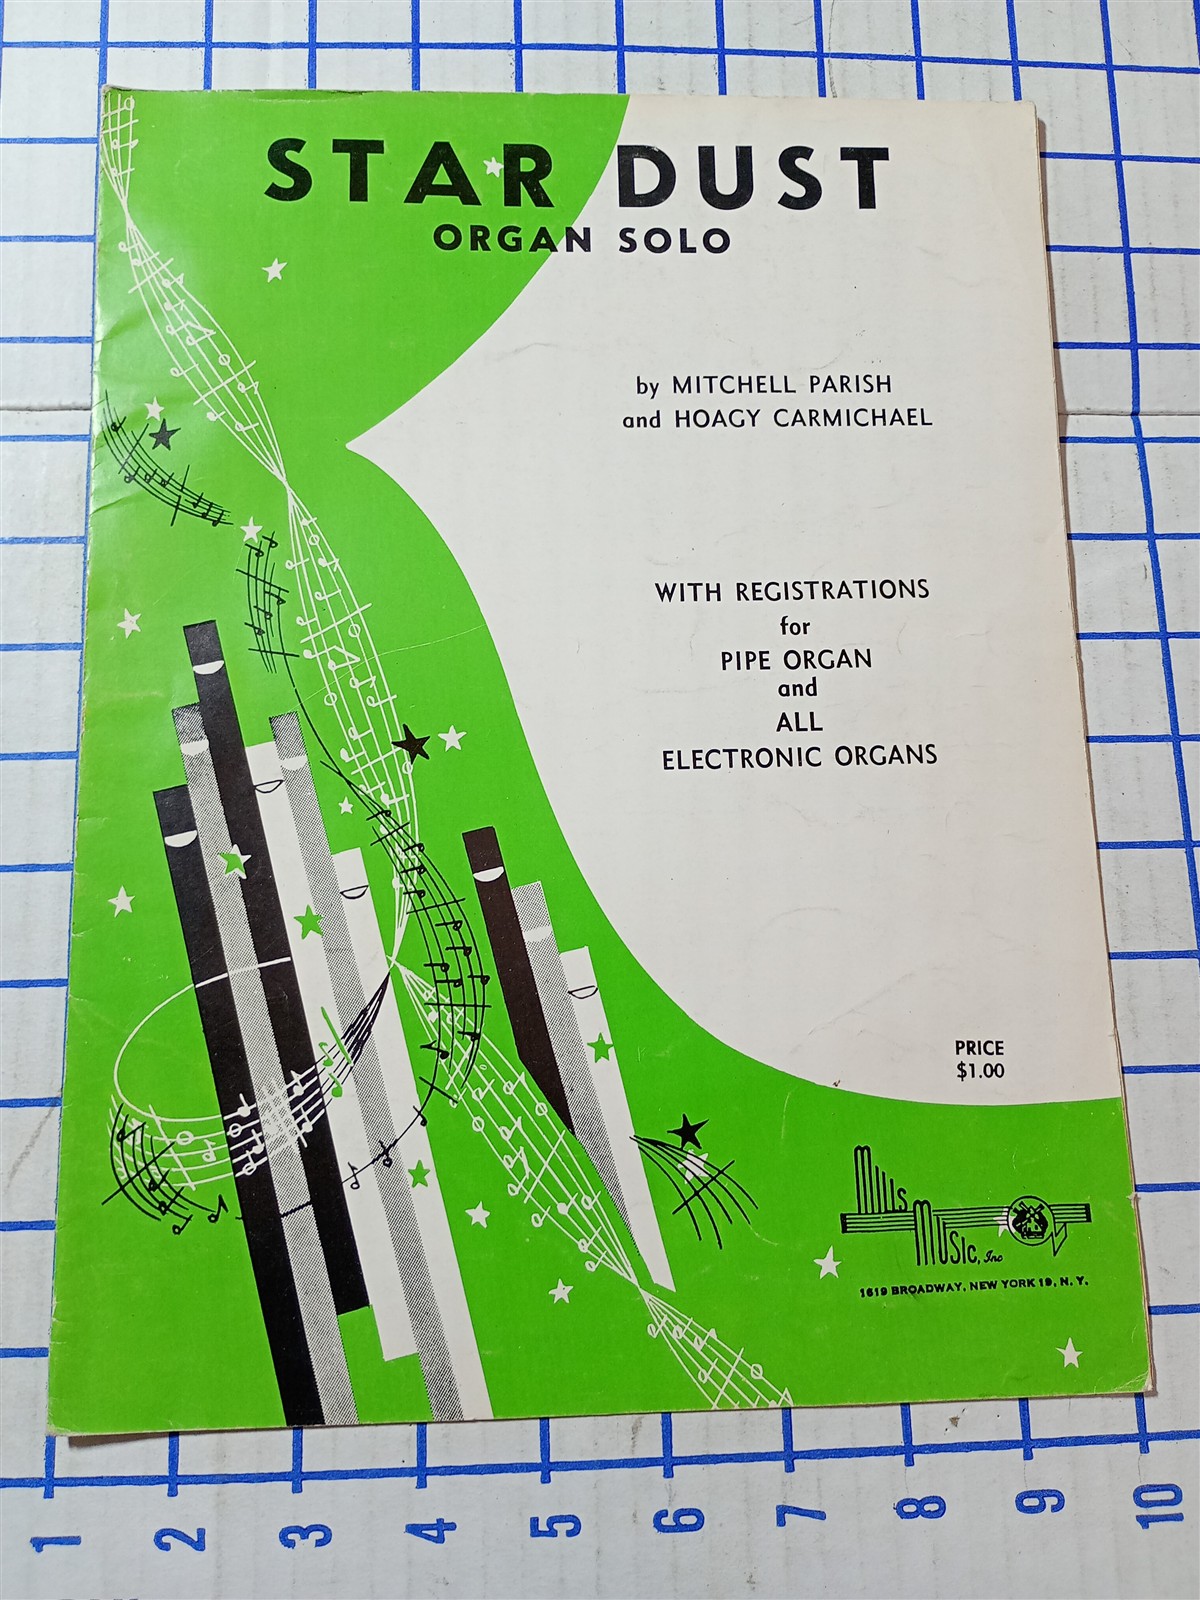 STAR DUST
ORGAN SOLO
by MITCHELL PARISH
and HOAGY CARMICHAEL
WITH REGISTRATIONS
for
PIPE ORGAN
and
ALL
ELECTRONIC ORGANS
PRICE
$1.00
Mills
Music, Inc
1619 BROADWAY, NEW YORK 19, N. Y.
1 2 3 4 5 6 7 8 9 10